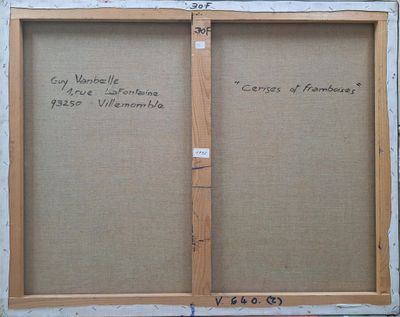 30F
30F
Guy Vanbelle
1, rue LaFontaine
93250 - Villemomble
"Cerises et framboises"
V 640. (2)